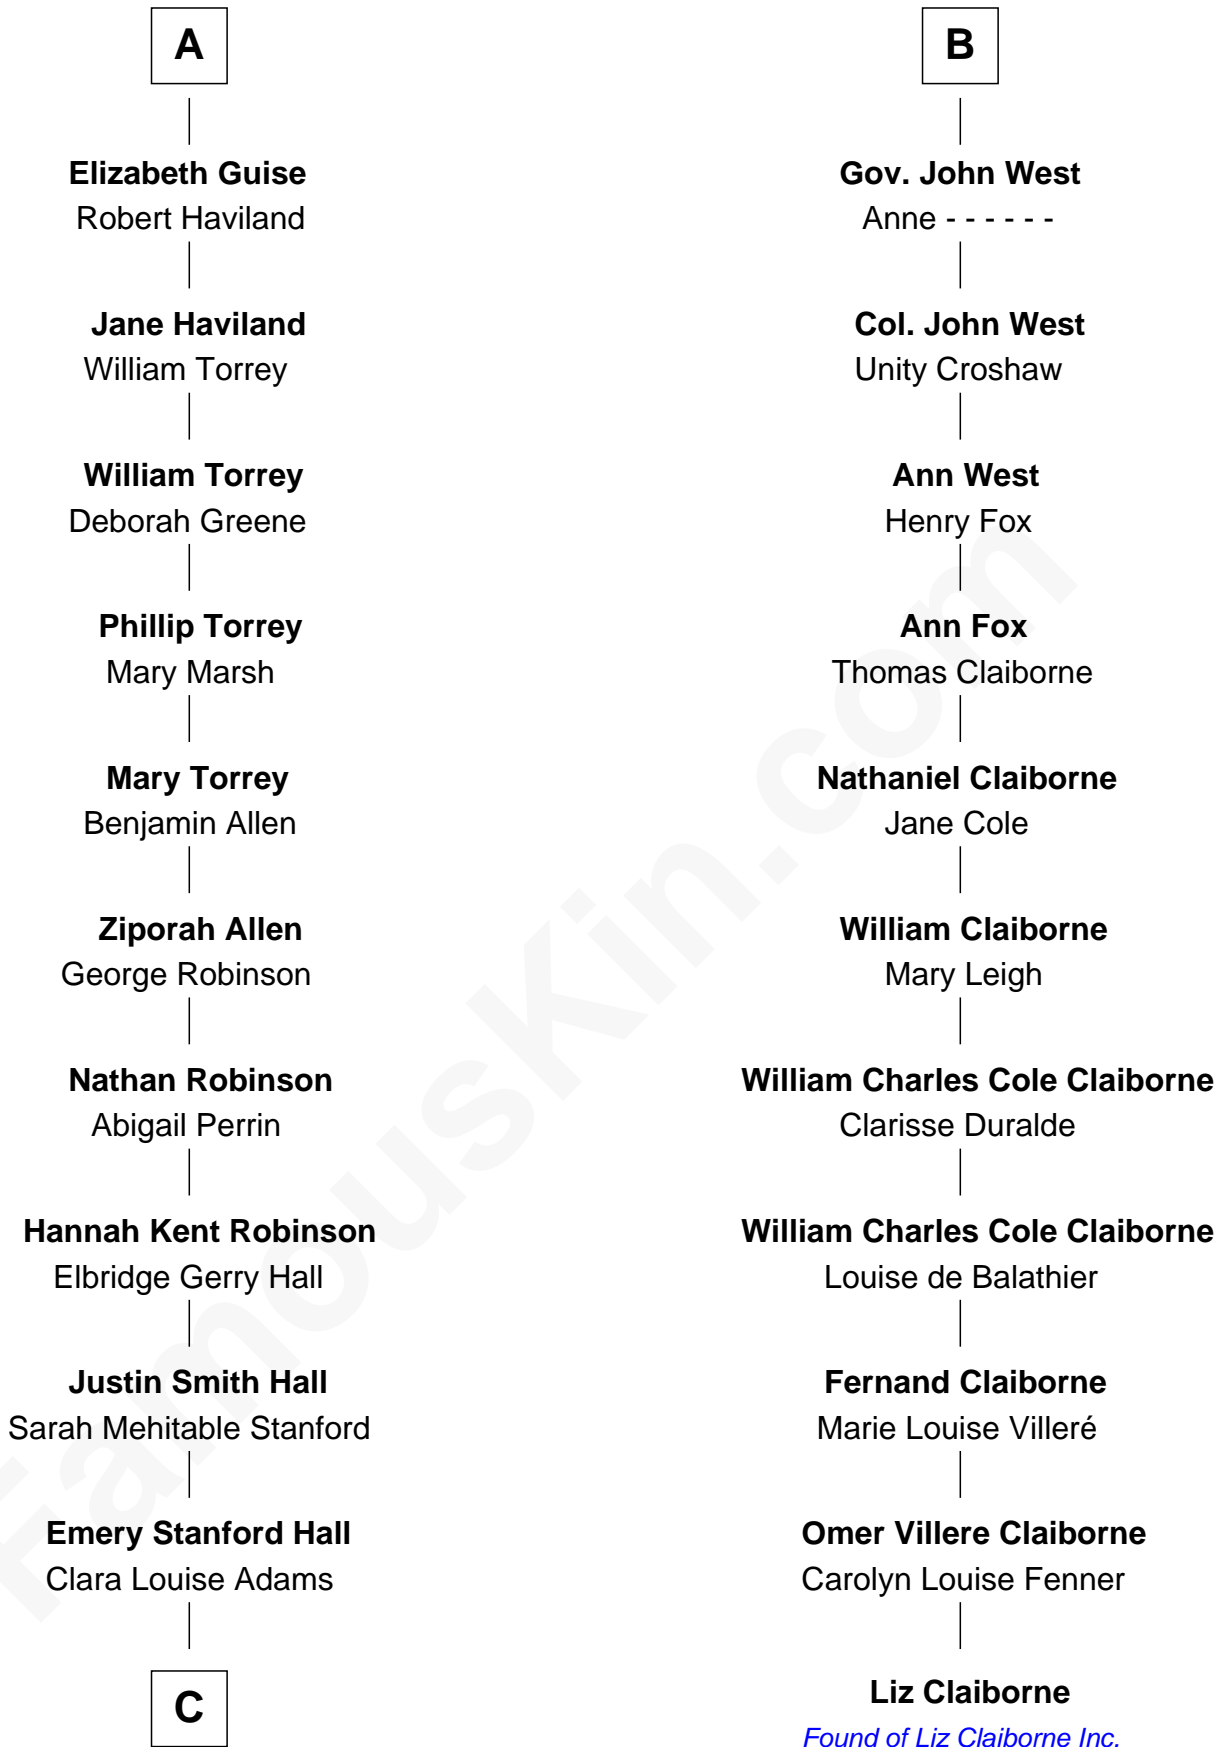 A
Elizabeth Guise
Robert Haviland
Jane Haviland
William Torrey
William Torrey
Deborah Greene
Phillip Torrey
Mary Marsh
Mary Torrey
Benjamin Allen
Ziporah Allen
George Robinson
Nathan Robinson
Abigail Perrin
Hannah Kent Robinson
Elbridge Gerry Hall
Justin Smith Hall
Sarah Mehitable Stanford
Emery Stanford Hall
Clara Louise Adams
C
B
Gov. John West
Anne - - - - - -
Col. John West
Unity Croshaw
Ann West
Henry Fox
Ann Fox
Thomas Claiborne
Nathaniel Claiborne
Jane Cole
William Claiborne
Mary Leigh
William Charles Cole Claiborne
Clarisse Duralde
William Charles Cole Claiborne
Louise de Balathier
Fernand Claiborne
Marie Louise Villeré
Omer Villere Claiborne
Carolyn Louise Fenner
Liz Claiborne
Found of Liz Claiborne Inc.
FamousKin.com